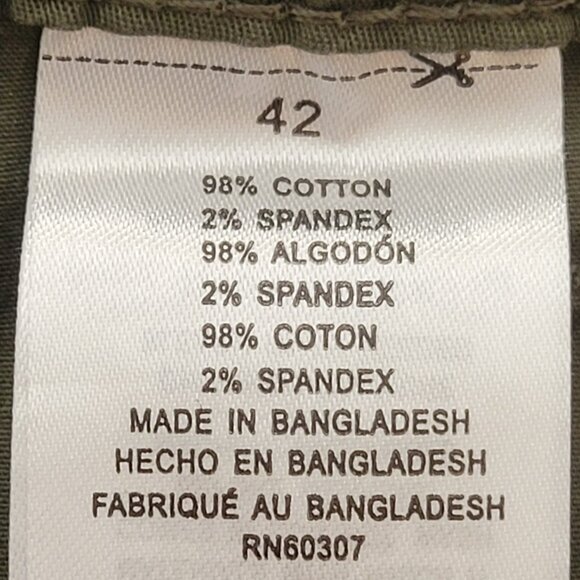 42
98% COTTON
2% SPANDEX
98% ALGODÓN
2% SPANDEX
98% COTON
2% SPANDEX
MADE IN BANGLADESH
HECHO EN BANGLADESH
FABRIQUÉ AU BANGLADESH
RN60307